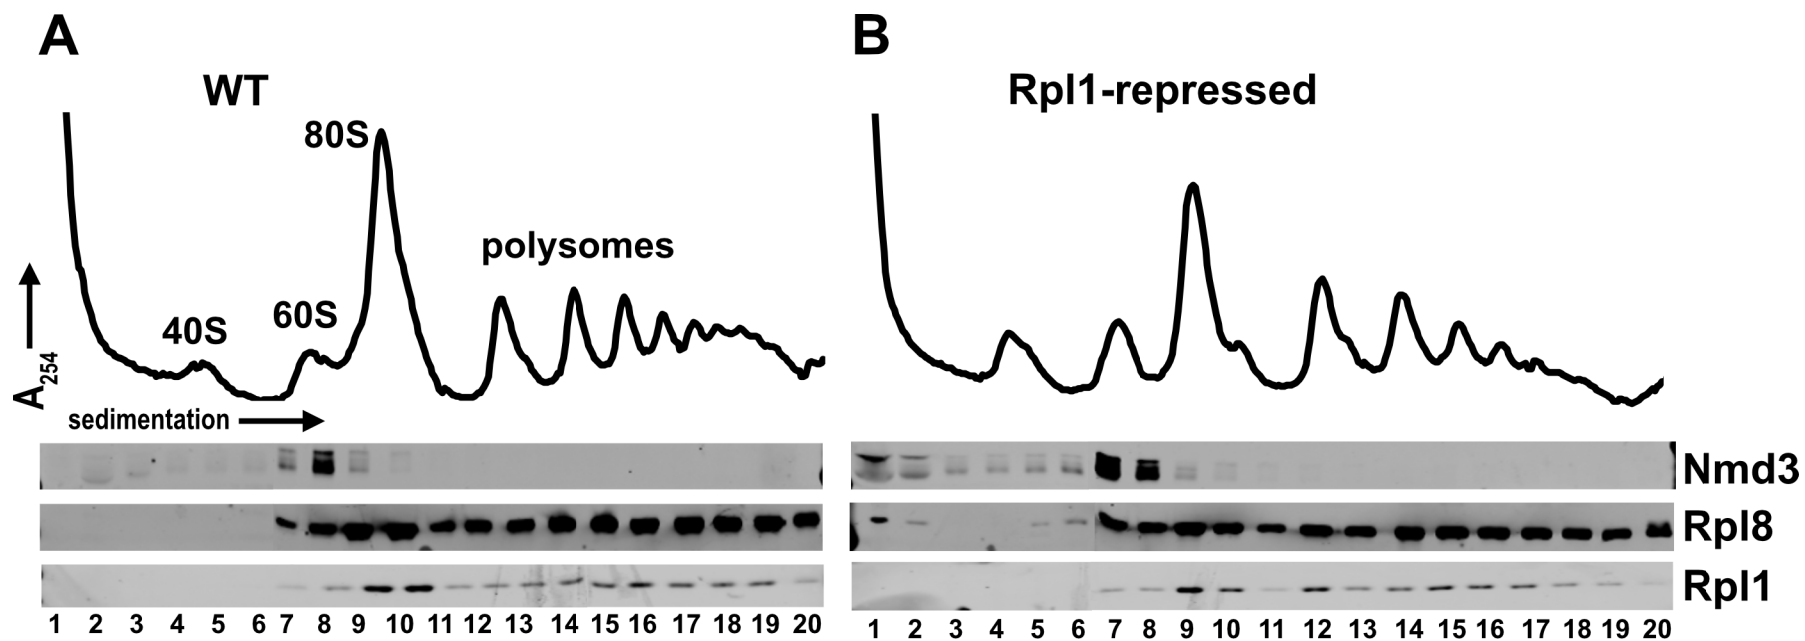 A
WT
80S
polysomes
60S
40S
A254
sedimentation
1 2 3 4 5 6 7 8 9 10 11 12 13 14 15 16 17 18 19 20
B
Rpl1-repressed
Nmd3
Rpl8
Rpl1
1 2 3 4 5 6 7 8 9 10 11 12 13 14 15 16 17 18 19 20